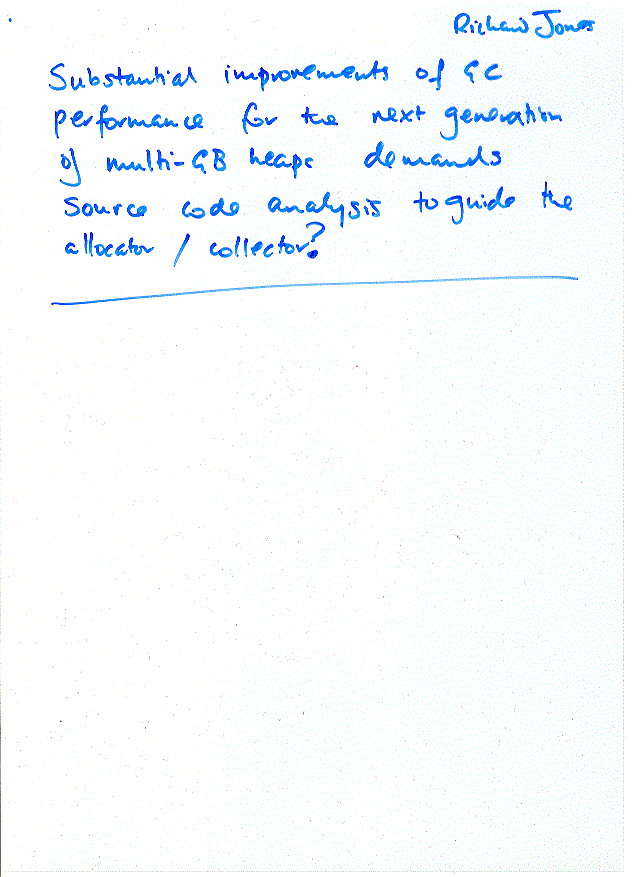 Richard Jones
Substantial improvements of GC
performance for the next generation
of multi-GB heaps demands
source code analysis to guide the
allocator / collector?